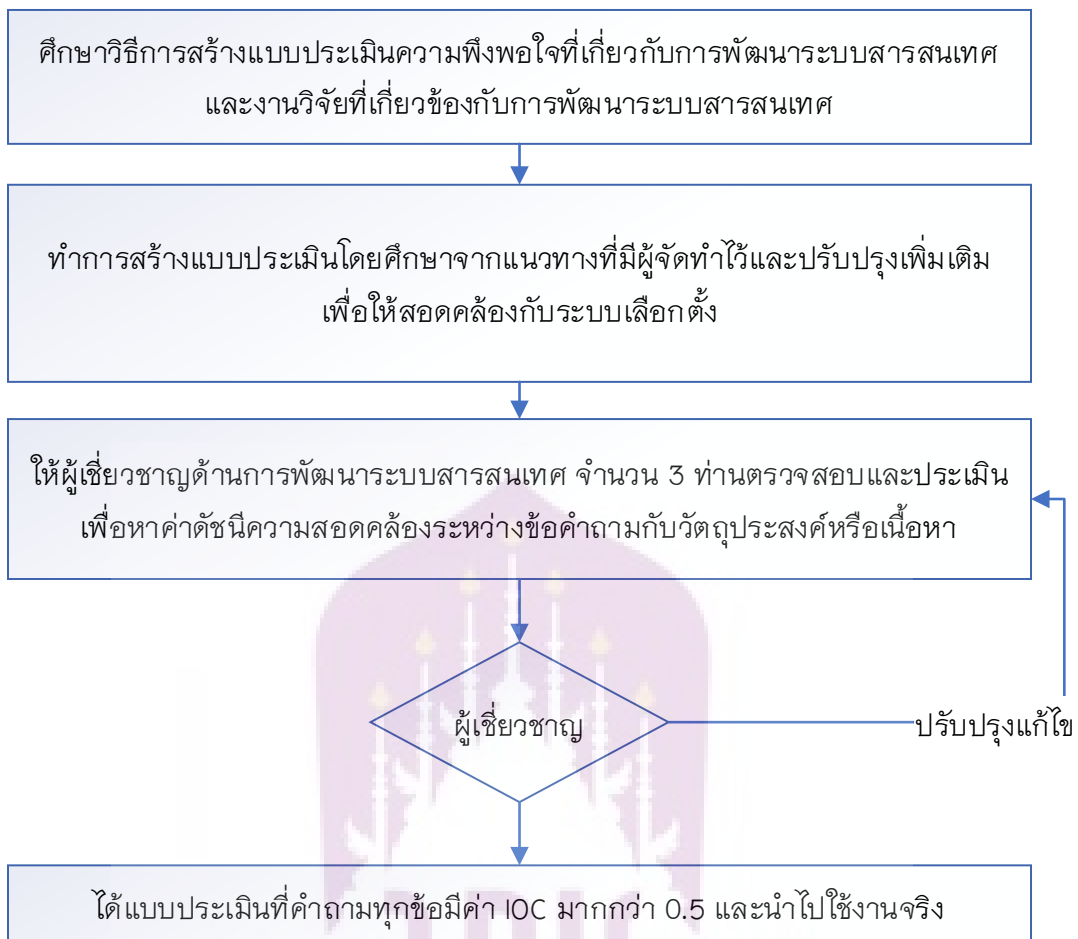 ศึกษาวิธีการสร้างแบบประเมินความพึงพอใจที่เกี่ยวกับการพัฒนาระบบสารสนเทศ
และงานวิจัยที่เกี่ยวข้องกับการพัฒนาระบบสารสนเทศ
ทำการสร้างแบบประเมินโดยศึกษาจากแนวทางที่มีผู้จัดทำไว้และปรับปรุงเพิ่มเติม
เพื่อให้สอดคล้องกับระบบเลือกตั้ง
ให้ผู้เชี่ยวชาญด้านการพัฒนาระบบสารสนเทศ จำนวน 3 ท่านตรวจสอบและประเมิน
เพื่อหาค่าดัชนีความสอดคล้องระหว่างข้อคำถามกับวัตถุประสงค์หรือเนื้อหา
ผู้เชี่ยวชาญ
ปรับปรุงแก้ไข
ได้แบบประเมินที่คำถามทุกข้อมีค่า IOC มากกว่า 0.5 และนำไปใช้งานจริง